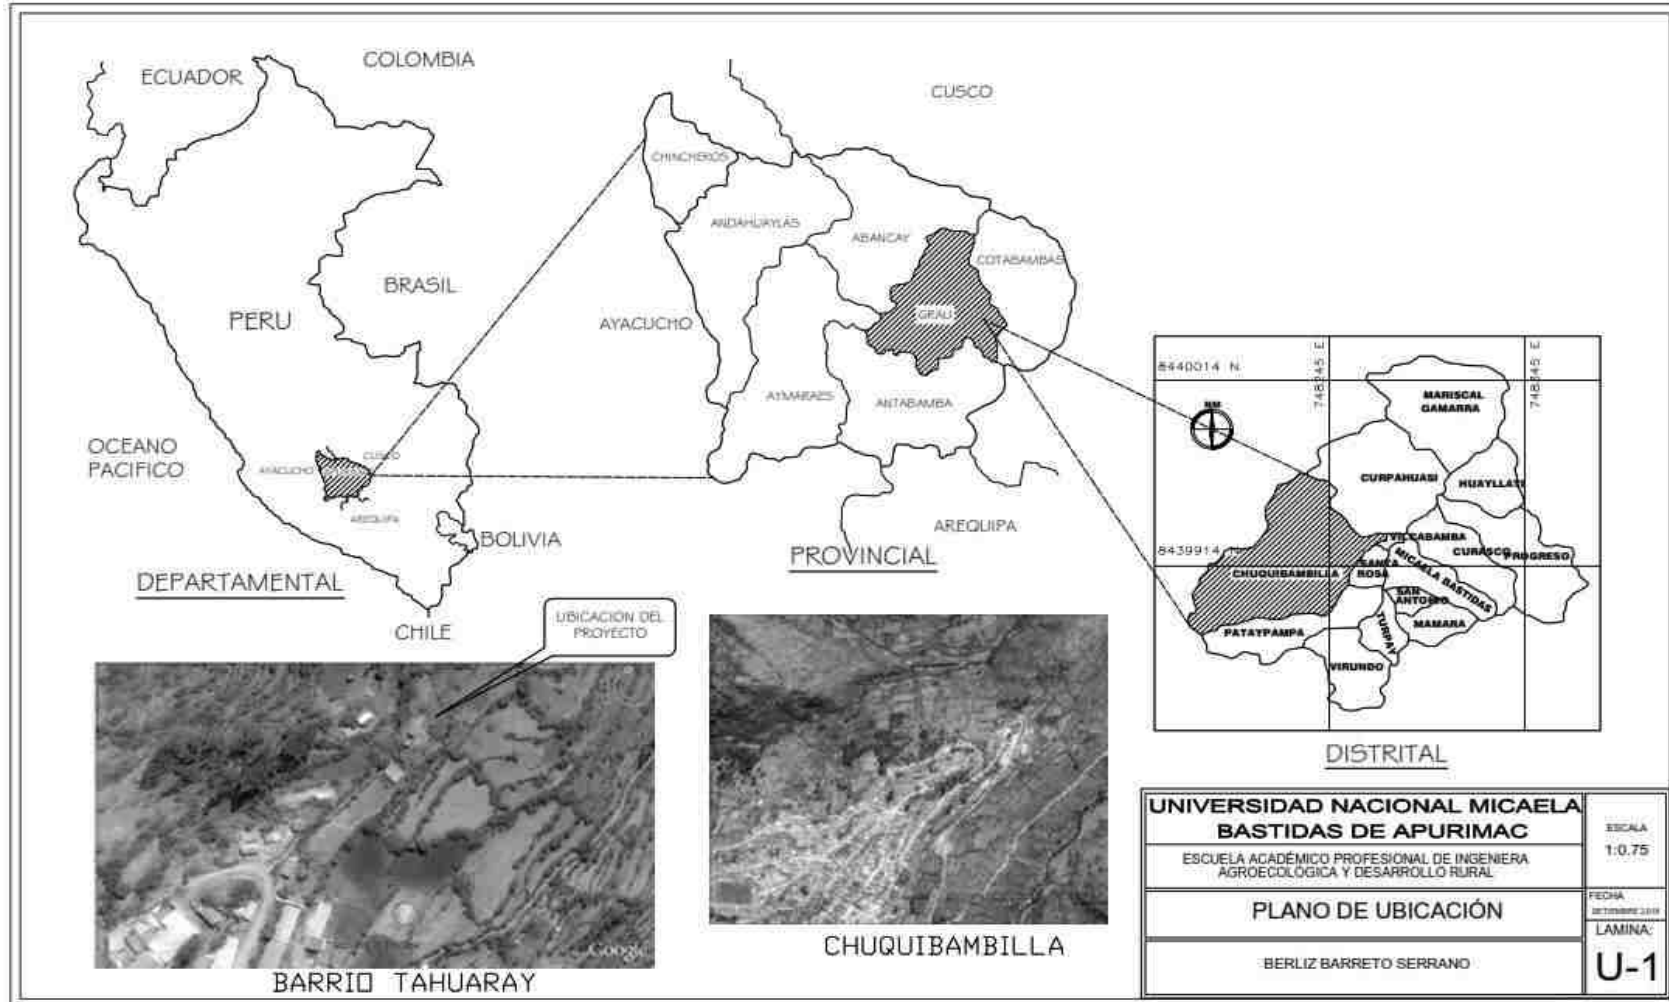 ECUADOR
COLOMBIA
PERU
BRASIL
OCEANO
PACIFICO
AYACUCHO
CUSCO
AREQUIPA
BOLIVIA
CHILE
DEPARTAMENTAL
CUSCO
CHINCHEROS
ANDAHUAYLAS
ABANCAY
COTABAMBAS
GRAU
AYACUCHO
AYMARAES
ANTABAMBA
AREQUIPA
PROVINCIAL
8440014 N
748245 E
748345 E
NM
MARISCAL
GAMARRA
CURPAHUASI
HUAYLLATI
8439914 N
VILCABAMBA
CURASCO
PROGRESO
CHUQUIBAMBILLA
SANTA
ROSA
MICAELA BASTIDAS
SAN
ANTONIO
MAMARA
TURPAY
PATAYPAMPA
VIRUNDO
DISTRITAL
UBICACION DEL
PROYECTO
Google
BARRIO TAHUARAY
CHUQUIBAMBILLA
UNIVERSIDAD NACIONAL MICAELA
BASTIDAS DE APURIMAC
ESCUELA ACADÉMICO PROFESIONAL DE INGENIERA
AGROECOLÓGICA Y DESARROLLO RURAL
PLANO DE UBICACIÓN
BERLIZ BARRETO SERRANO
ESCALA
1:0.75
FECHA
LAMINA:
U-1